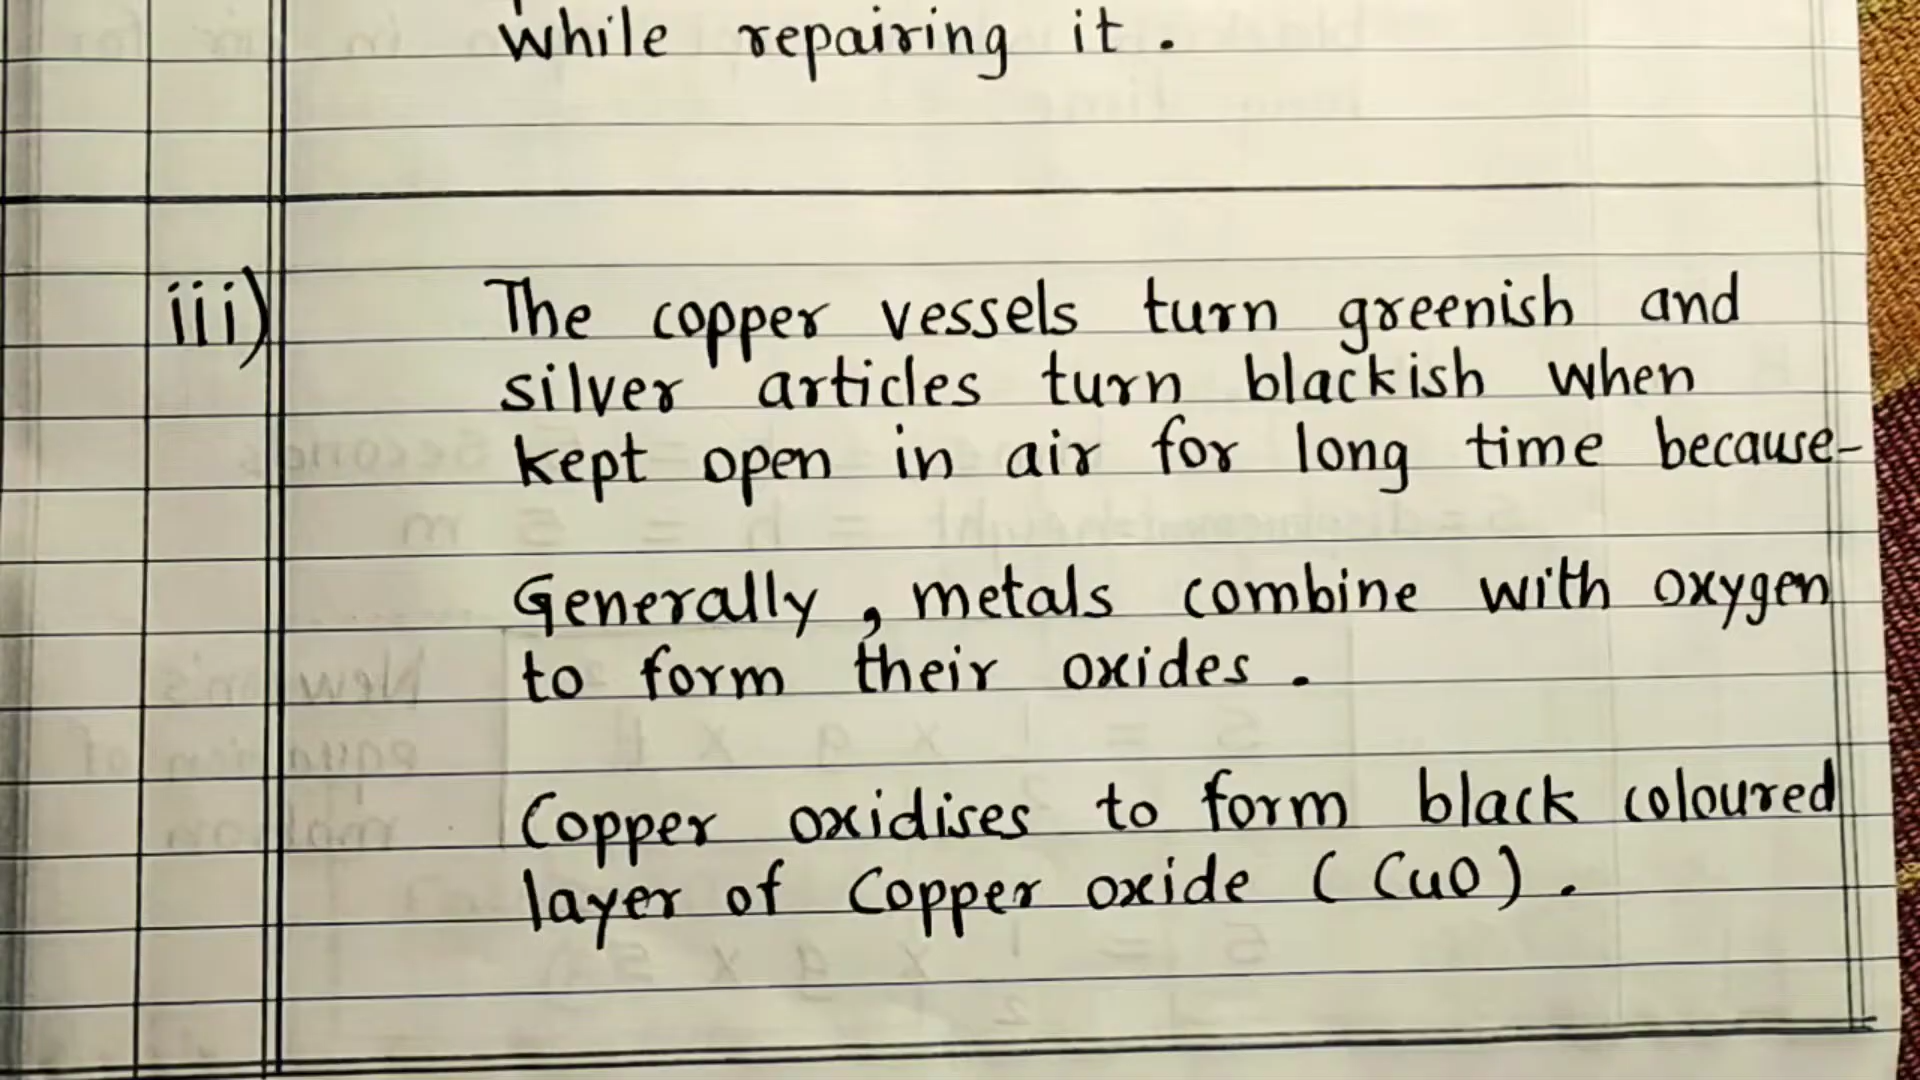 while repairing it.
iii) The copper vessels turn greenish and
silver articles turn blackish when
kept open in air for long time because-
Generally, metals combine with oxygen
to form their oxides.
Copper oxidises to form black coloured
layer of Copper oxide (CuO).